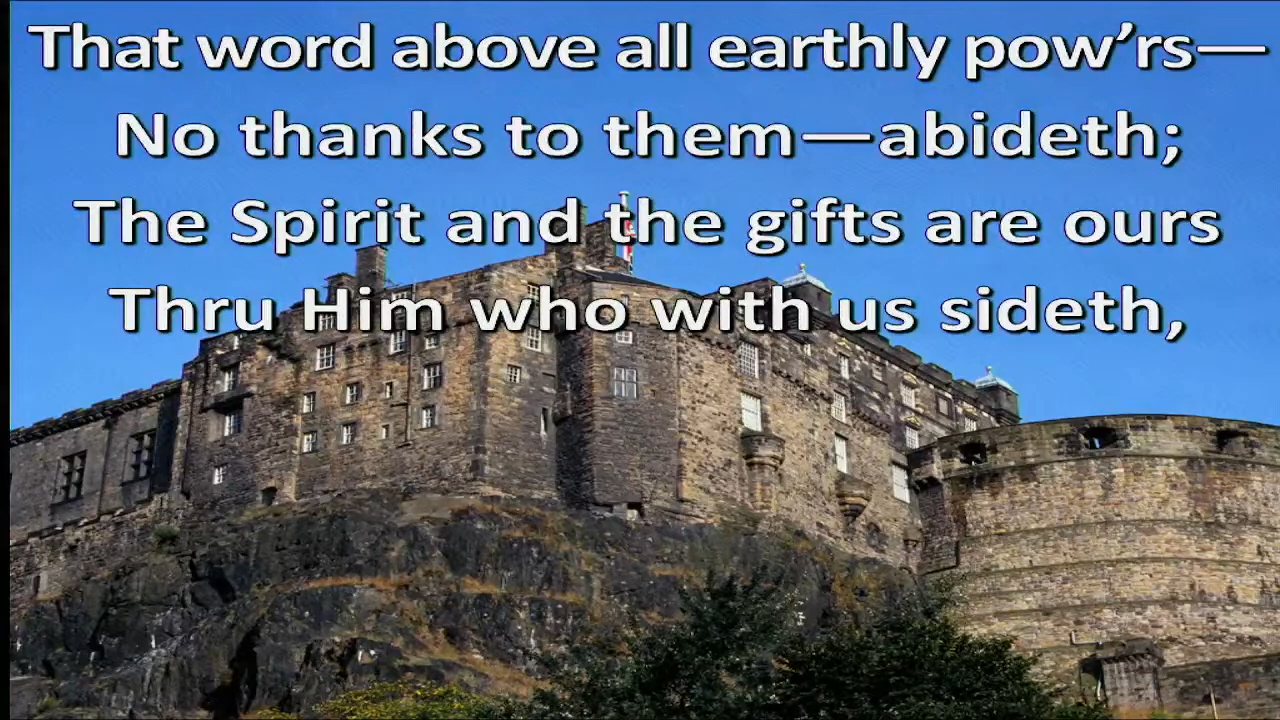 That word above all earthly pow’rs—
No thanks to them—abideth;
The Spirit and the gifts are ours
Thru Him who with us sideth,